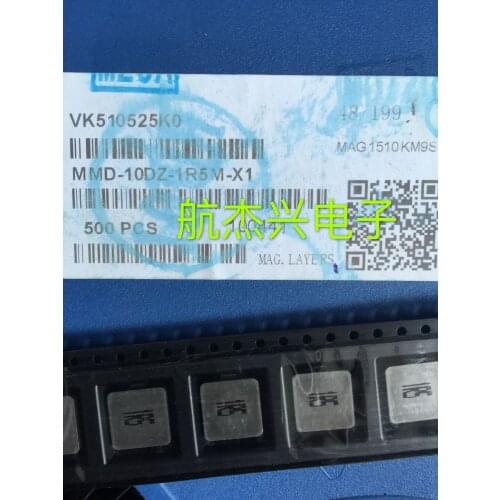 VK510525K0
48 199
MAG1510KM9S
MMD-10DZ-1R5M-X1
航杰兴电子
500 PCS
MAG.LAYERS